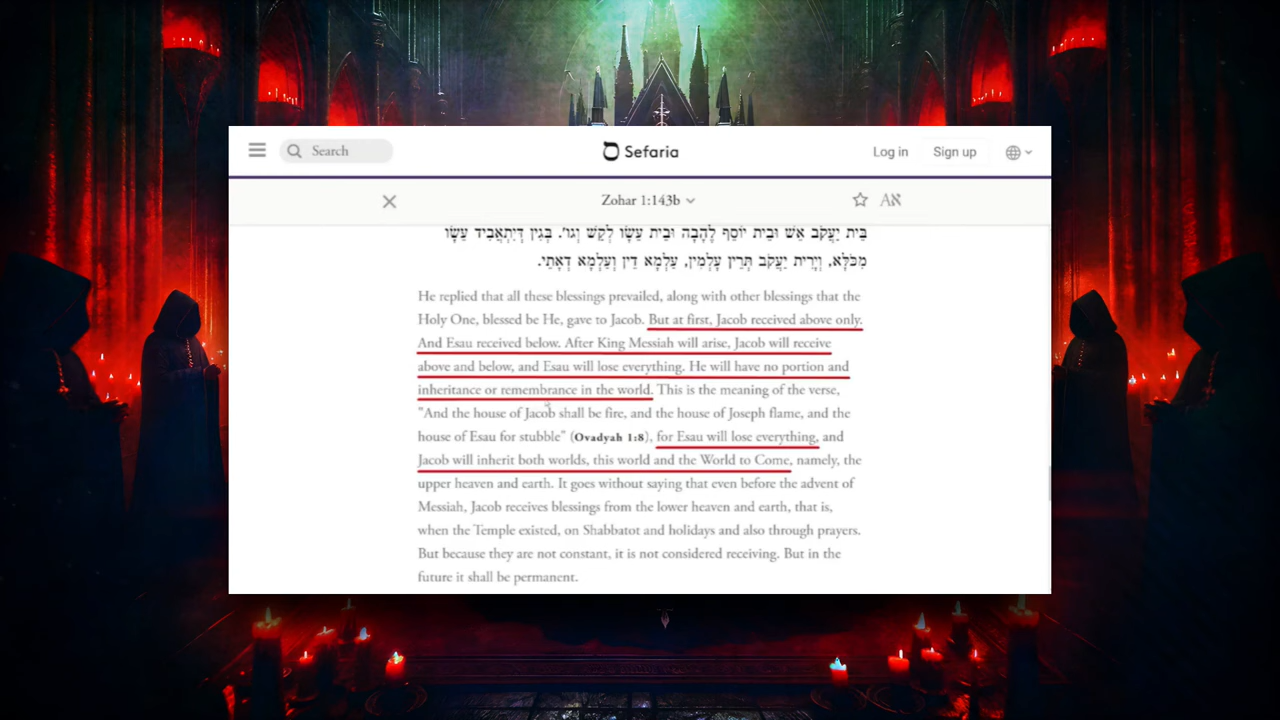 Search
Sefaria
Log in
Sign up
Zohar 1:143b
Aא
בֵּית יַעֲקֹב אֵשׁ וּבֵית יוֹסֵף לֶהָבָה וּבֵית עֵשָׂו לְקַשׁ וְגוֹ'. בְּגִין דְּיִתְאֲבִיד עֵשָׂו
מִכֹּלָּא, וְיָרִית יַעֲקֹב תְּרֵין עָלְמִין, עַלְמָא דֵין וְעַלְמָא דְאָתֵי.
He replied that all these blessings prevailed, along with other blessings that the
Holy One, blessed be He, gave to Jacob. But at first, Jacob received above only.
And Esau received below. After King Messiah will arise, Jacob will receive
above and below, and Esau will lose everything. He will have no portion and
inheritance or remembrance in the world. This is the meaning of the verse,
"And the house of Jacob shall be fire, and the house of Joseph flame, and the
house of Esau for stubble" (Ovadyah 1:8), for Esau will lose everything, and
Jacob will inherit both worlds, this world and the World to Come, namely, the
upper heaven and earth. It goes without saying that even before the advent of
Messiah, Jacob receives blessings from the lower heaven and earth, that is,
when the Temple existed, on Shabbatot and holidays and also through prayers.
But because they are not constant, it is not considered receiving. But in the
future it shall be permanent.